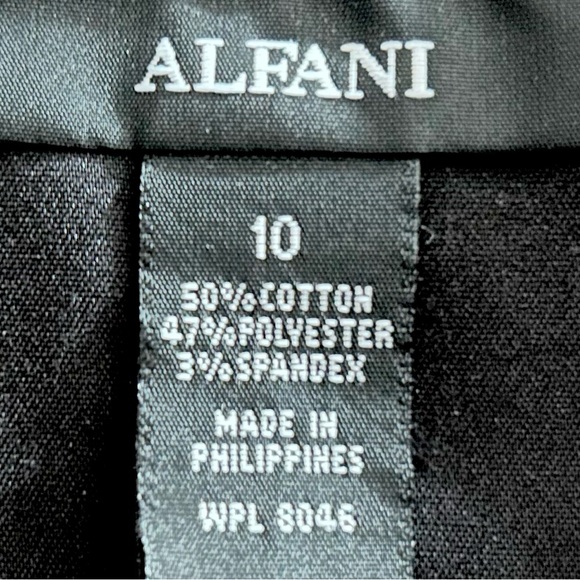 ALFANI
10
50%COTTON
47%POLYESTER
3%SPANDEX
MADE IN
PHILIPPINES
WPL 8046